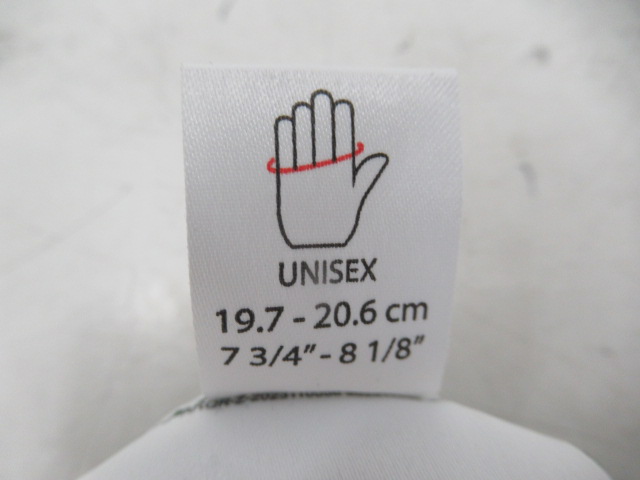 UNISEX
19.7 - 20.6 cm
7 3/4” - 8 1/8”